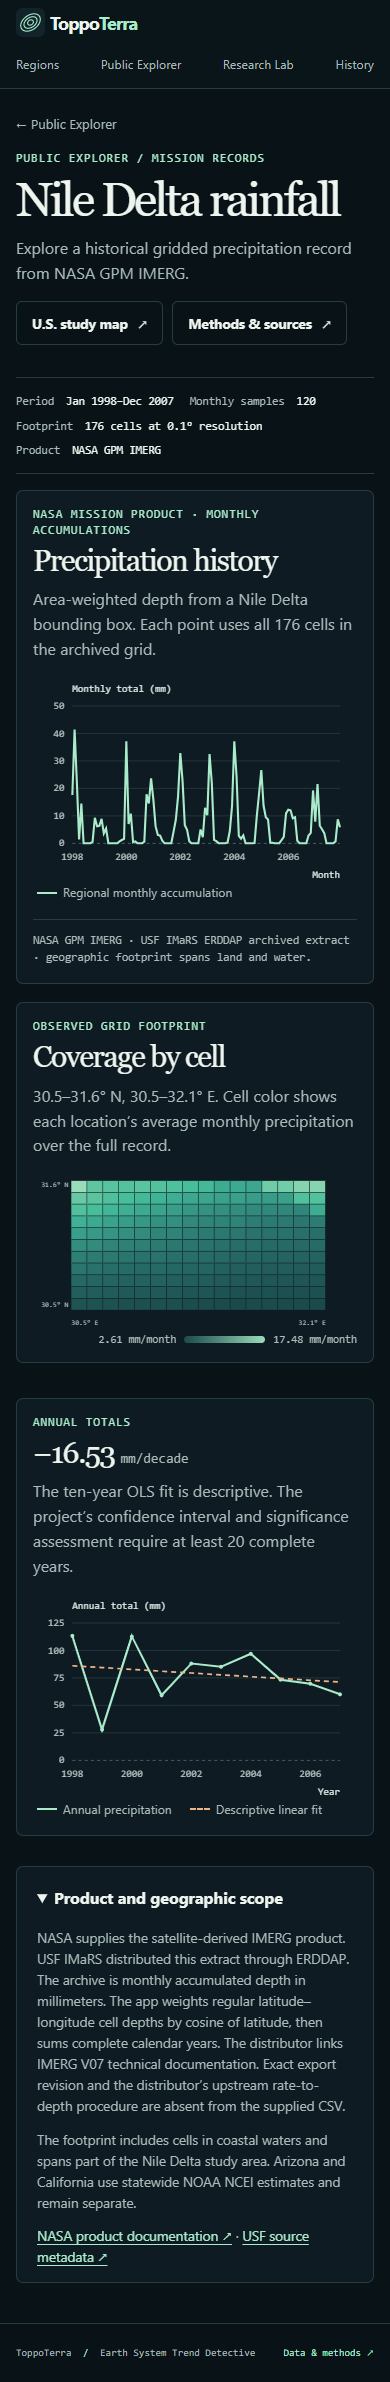 ToppoTerra
Regions Public Explorer Research Lab History
← Public Explorer
PUBLIC EXPLORER / MISSION RECORDS
Nile Delta rainfall
Explore a historical gridded precipitation record
from NASA GPM IMERG.
U.S. study map ↗ Methods & sources ↗
Period Jan 1998–Dec 2007 Monthly samples 120
Footprint 176 cells at 0.1° resolution
Product NASA GPM IMERG
NASA MISSION PRODUCT · MONTHLY
ACCUMULATIONS
Precipitation history
Area-weighted depth from a Nile Delta
bounding box. Each point uses all 176 cells in
the archived grid.
Monthly total (mm)
50
40
30
20
10
0
1998 2000 2002 2004 2006
Month
Regional monthly accumulation
NASA GPM IMERG · USF IMaRS ERDDAP archived extract
· geographic footprint spans land and water.
OBSERVED GRID FOOTPRINT
Coverage by cell
30.5–31.6° N, 30.5–32.1° E. Cell color shows
each location’s average monthly precipitation
over the full record.
31.6° N
30.5° N
30.5° E 32.1° E
2.61 mm/month 17.48 mm/month
ANNUAL TOTALS
−16.53 mm/decade
The ten-year OLS fit is descriptive. The
project’s confidence interval and significance
assessment require at least 20 complete
years.
Annual total (mm)
125
100
75
50
25
0
1998 2000 2002 2004 2006
Year
Annual precipitation Descriptive linear fit
▼ Product and geographic scope
NASA supplies the satellite-derived IMERG product.
USF IMaRS distributed this extract through ERDDAP.
The archive is monthly accumulated depth in
millimeters. The app weights regular latitude–
longitude cell depths by cosine of latitude, then
sums complete calendar years. The distributor links
IMERG V07 technical documentation. Exact export
revision and the distributor’s upstream rate-to-
depth procedure are absent from the supplied CSV.
The footprint includes cells in coastal waters and
spans part of the Nile Delta study area. Arizona and
California use statewide NOAA NCEI estimates and
remain separate.
NASA product documentation ↗ · USF source
metadata ↗
ToppoTerra / Earth System Trend Detective Data & methods ↗